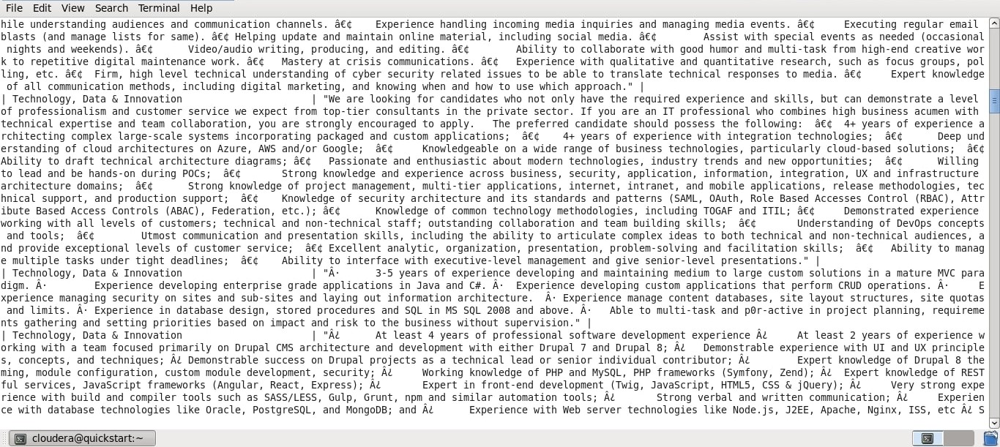 File Edit View Search Terminal Help
hile understanding audiences and communication channels. â€¢ Experience handling incoming media inquiries and managing media events. â€¢ Executing regular email
blasts (and manage lists for same). â€¢ Helping update and maintain online material, including social media. â€¢ Assist with special events as needed (occasional
nights and weekends). â€¢ Video/audio writing, producing, and editing. â€¢ Ability to collaborate with good humor and multi-task from high-end creative wor
k to repetitive digital maintenance work. â€¢ Mastery at crisis communications. â€¢ Experience with qualitative and quantitative research, such as focus groups, pol
ling, etc. â€¢ Firm, high level technical understanding of cyber security related issues to be able to translate technical responses to media. â€¢ Expert knowledge
of all communication methods, including digital marketing, and knowing when and how to use which approach." |
| Technology, Data & Innovation | "We are looking for candidates who not only have the required experience and skills, but can demonstrate a level
of professionalism and customer service we expect from top-tier consultants in the private sector. If you are an IT professional who combines high business acumen with
technical expertise and team collaboration, you are strongly encouraged to apply. The preferred candidate should possess the following: â€¢ 4+ years of experience a
rchitecting complex large-scale systems incorporating packaged and custom applications; â€¢ 4+ years of experience with integration technologies; â€¢ Deep und
erstanding of cloud architectures on Azure, AWS and/or Google; â€¢ Knowledgeable on a wide range of business technologies, particularly cloud-based solutions; â€¢
Ability to draft technical architecture diagrams; â€¢ Passionate and enthusiastic about modern technologies, industry trends and new opportunities; â€¢ Willing
to lead and be hands-on during POCs; â€¢ Strong knowledge and experience across business, security, application, information, integration, UX and infrastructure
architecture domains; â€¢ Strong knowledge of project management, multi-tier applications, internet, intranet, and mobile applications, release methodologies, tec
hnical support, and production support; â€¢ Knowledge of security architecture and its standards and patterns (SAML, OAuth, Role Based Accesses Control (RBAC), Attr
ibute Based Access Controls (ABAC), Federation, etc.); â€¢ Knowledge of common technology methodologies, including TOGAF and ITIL; â€¢ Demonstrated experience
working with all levels of customers; technical and non-technical staff; outstanding collaboration and team building skills; â€¢ Understanding of DevOps concepts
and tools; â€¢ Utmost communication and presentation skills, including the ability to articulate complex ideas to both technical and non-technical audiences, a
nd provide exceptional levels of customer service; â€¢ Excellent analytic, organization, presentation, problem-solving and facilitation skills; â€¢ Ability to manag
e multiple tasks under tight deadlines; â€¢ Ability to interface with executive-level management and give senior-level presentations." |
| Technology, Data & Innovation | "Â· 3-5 years of experience developing and maintaining medium to large custom solutions in a mature MVC para
digm. Â· Experience developing enterprise grade applications in Java and C#. Â· Experience developing custom applications that perform CRUD operations. Â· E
xperience managing security on sites and sub-sites and laying out information architecture. Â· Experience manage content databases, site layout structures, site quotas
and limits. Â· Experience in database design, stored procedures and SQL in MS SQL 2008 and above. Â· Able to multi-task and p0r-active in project planning, requireme
nts gathering and setting priorities based on impact and risk to the business without supervision." |
| Technology, Data & Innovation | "Â¿ At least 4 years of professional software development experience Â¿ At least 2 years of experience w
orking with a team focused primarily on Drupal CMS architecture and development with either Drupal 7 and Drupal 8; Â¿ Demonstrable experience with UI and UX principle
s, concepts, and techniques; Â¿ Demonstrable success on Drupal projects as a technical lead or senior individual contributor; Â¿ Expert knowledge of Drupal 8 the
ming, module configuration, custom module development, security; Â¿ Working knowledge of PHP and MySQL, PHP frameworks (Symfony, Zend); Â¿ Expert knowledge of REST
ful services, JavaScript frameworks (Angular, React, Express); Â¿ Expert in front-end development (Twig, JavaScript, HTML5, CSS & jQuery); Â¿ Very strong expe
rience with build and compiler tools such as SASS/LESS, Gulp, Grunt, npm and similar automation tools; Â¿ Strong verbal and written communication; Â¿ Experien
ce with database technologies like Oracle, PostgreSQL, and MongoDB; and Â¿ Experience with Web server technologies like Node.js, J2EE, Apache, Nginx, ISS, etc Â¿ S
cloudera@quickstart:~